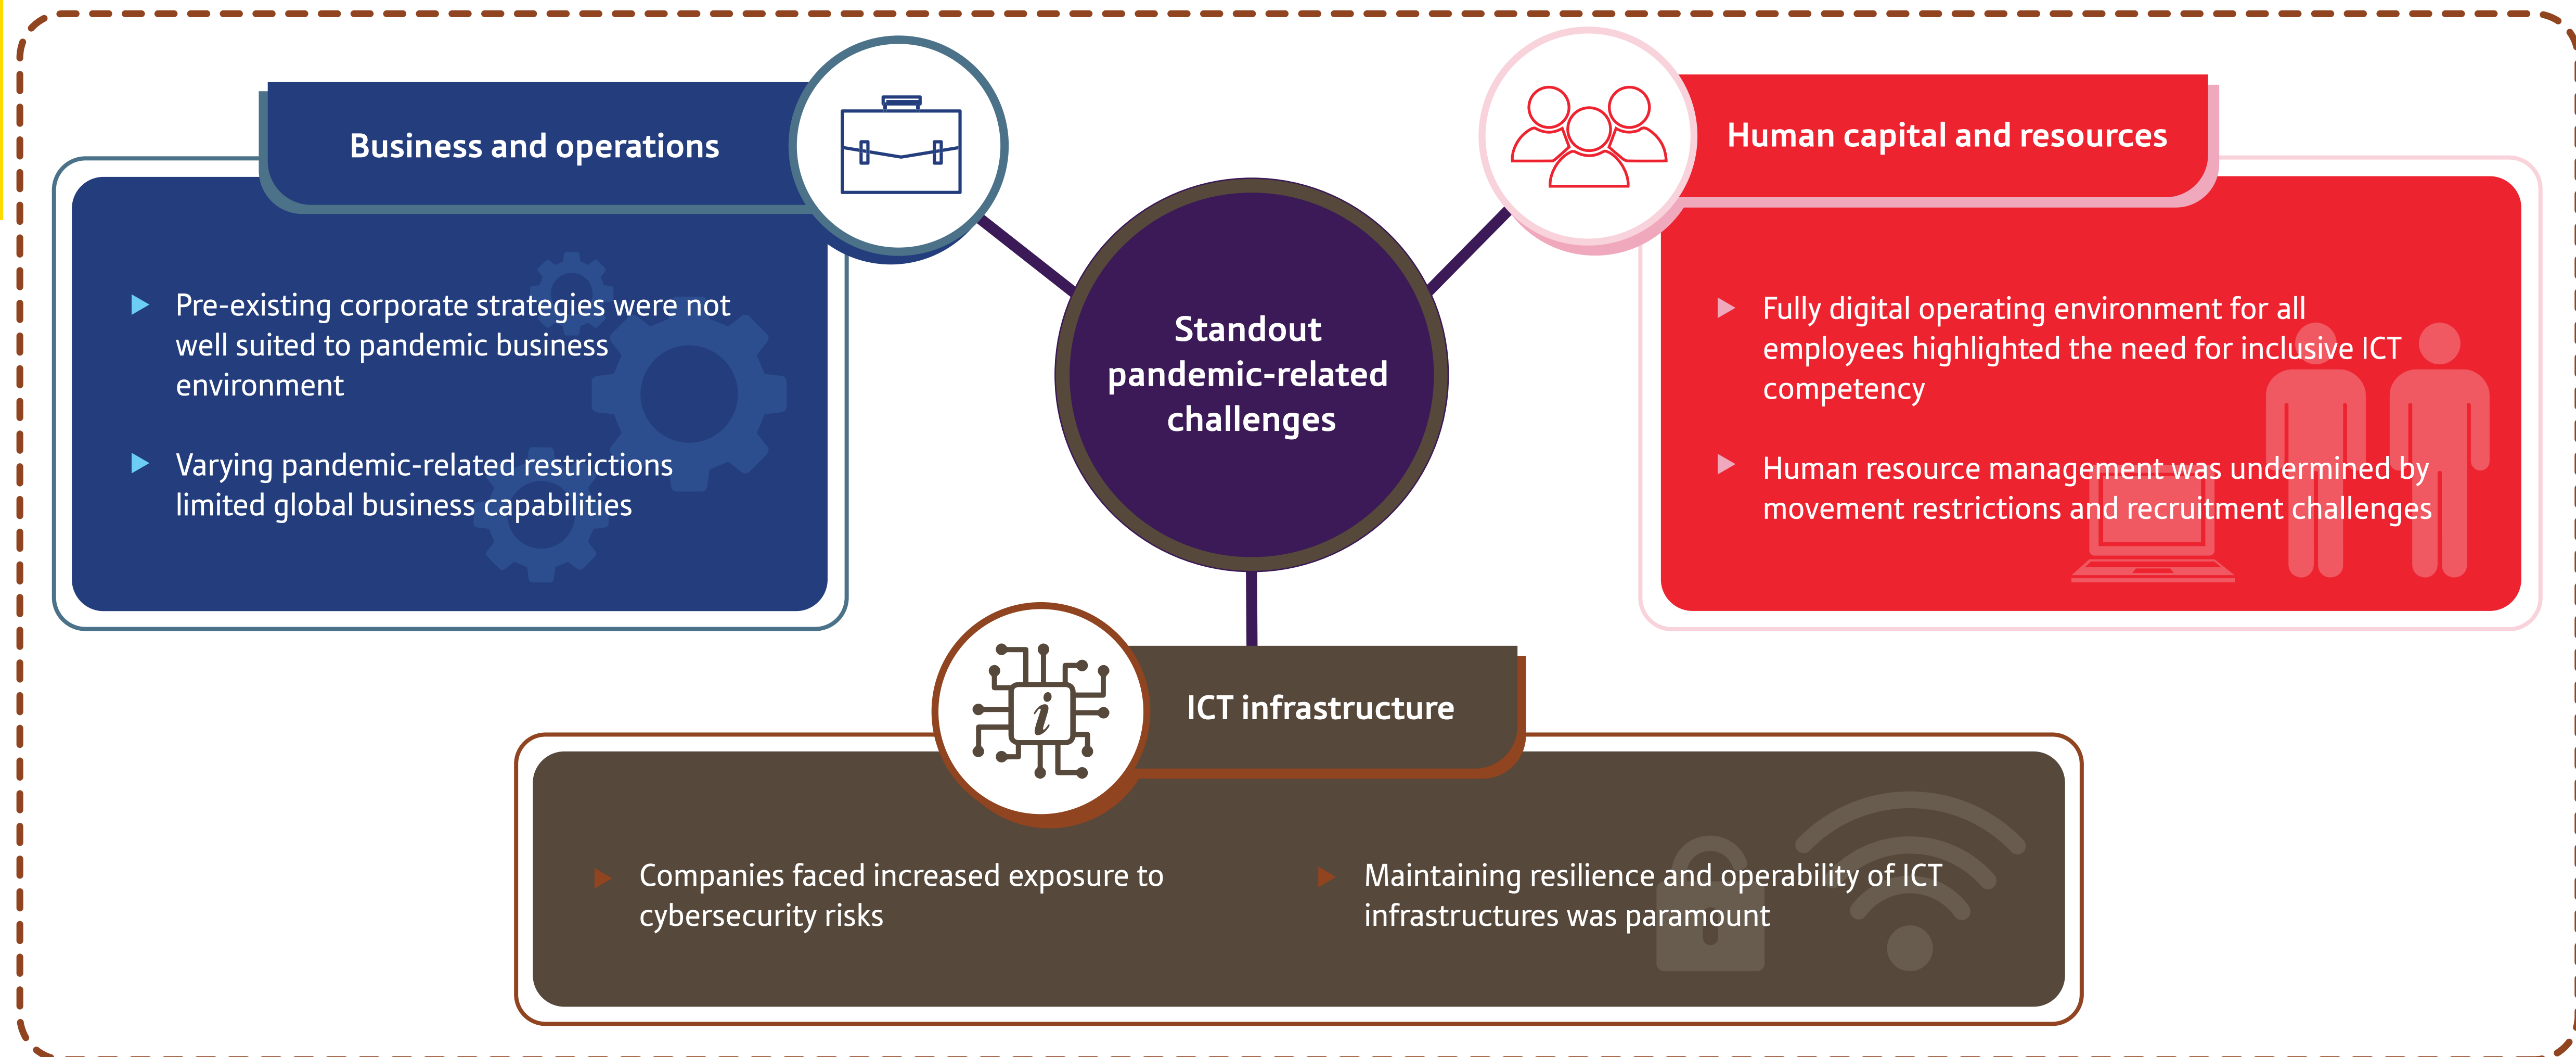 Business and operations
Pre-existing corporate strategies were not
well suited to pandemic business
environment
Varying pandemic-related restrictions
limited global business capabilities
Standout
pandemic-related
challenges
Human capital and resources
Fully digital operating environment for all
employees highlighted the need for inclusive ICT
competency
Human resource management was undermined by
movement restrictions and recruitment challenges
i
ICT infrastructure
Companies faced increased exposure to
cybersecurity risks
Maintaining resilience and operability of ICT
infrastructures was paramount